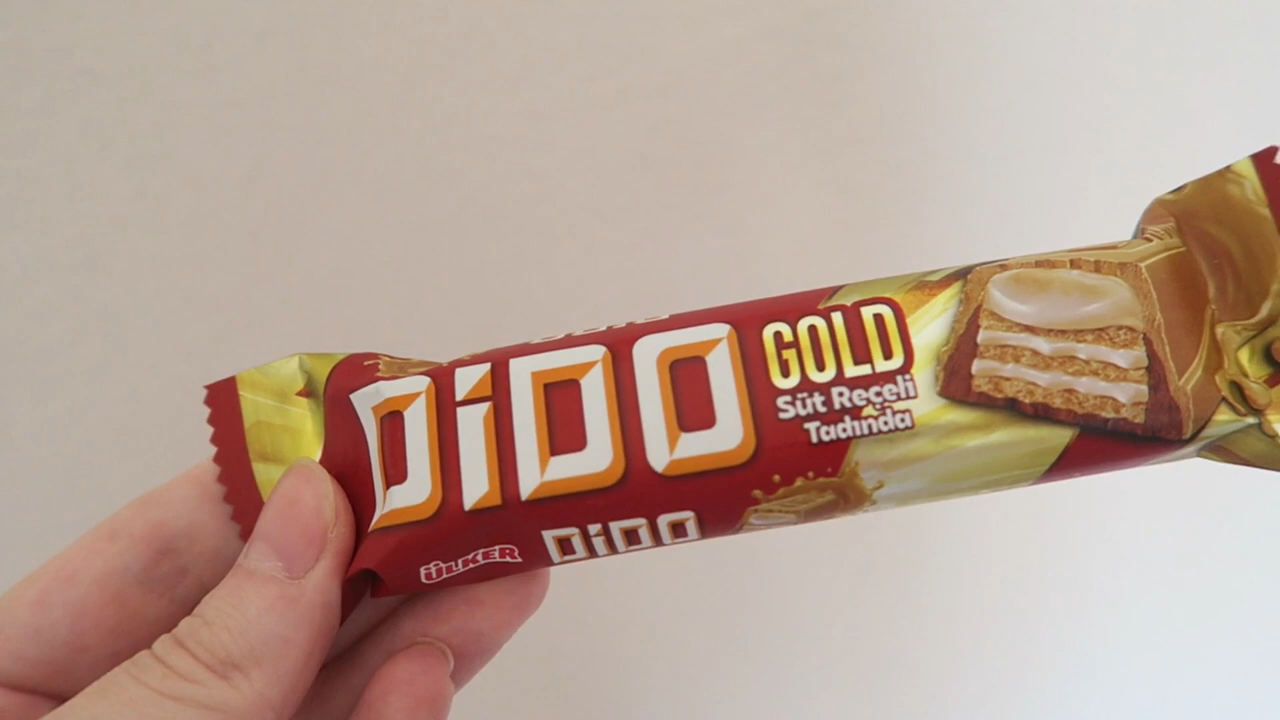 DiDO
GOLD
Süt Reçeli
Tadında
ÜLKER
DiDO